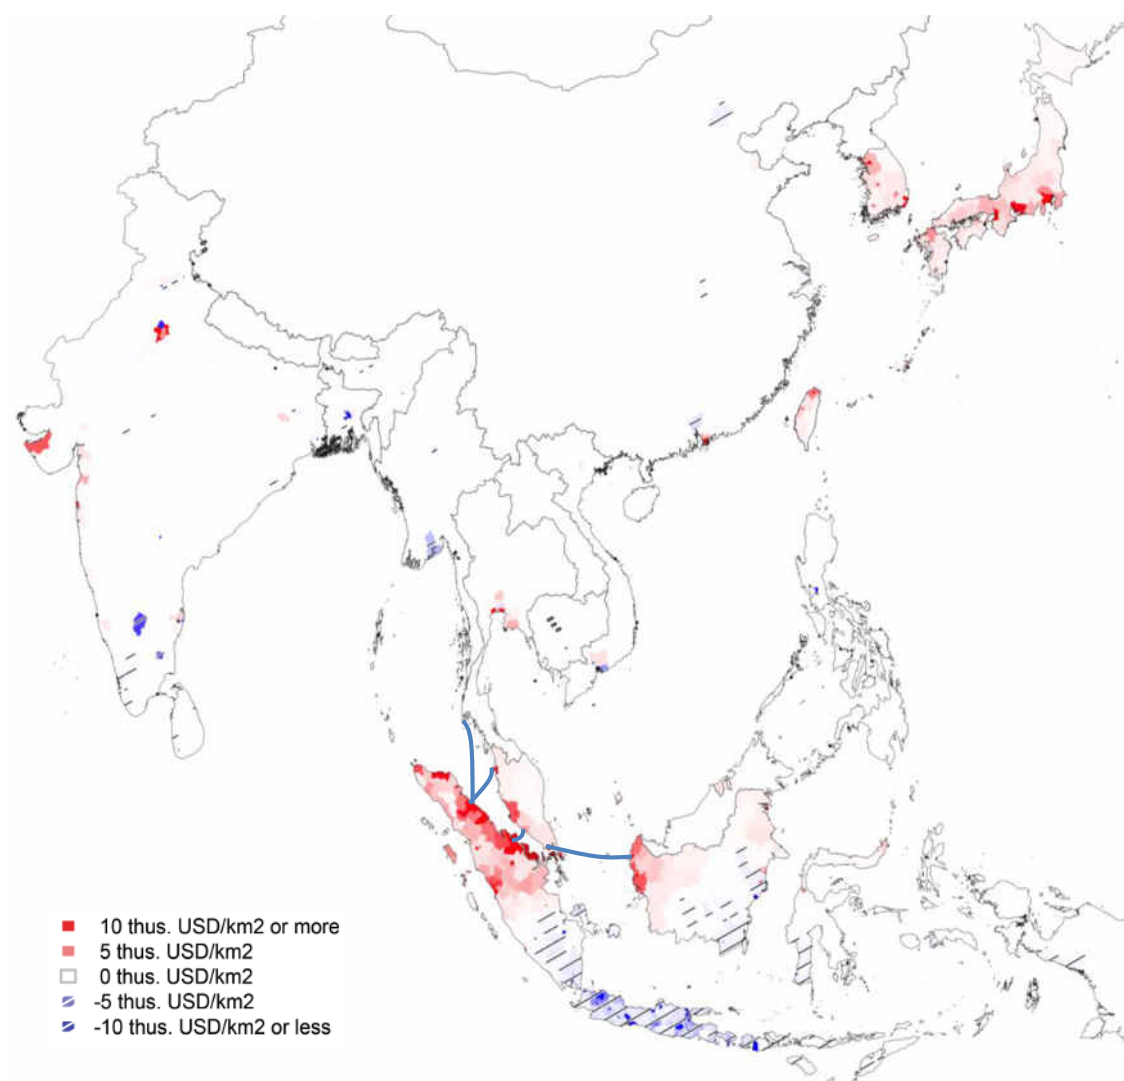 10 thus. USD/km2 or more
5 thus. USD/km2
0 thus. USD/km2
-5 thus. USD/km2
-10 thus. USD/km2 or less